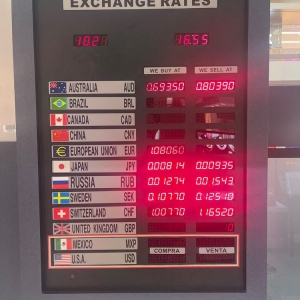 EXCHANGE RATES
18:21 16.55
WE BUY AT WE SELL AT
AUSTRALIA AUD 0.69350 0.80390
BRAZIL BRL
CANADA CAD
CHINA CNY
EUROPEAN UNION EUR 1.08060
JAPAN JPY 0.00814 0.00935
RUSSIA RUB 0.01274 0.01543
SWEDEN SEK 0.10770 0.12510
SWITZERLAND CHF 1.00770 1.16520
UNITED KINGDOM GBP
MEXICO MXP COMPRA VENTA
U.S.A. USD